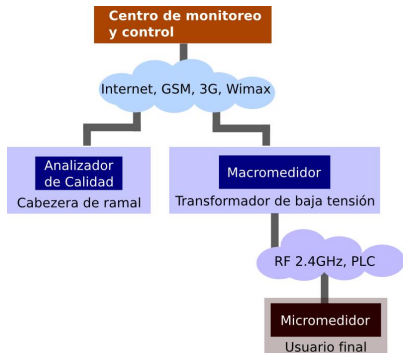 Centro de monitoreo
y control
Internet, GSM, 3G, Wimax
Analizador
de Calidad
Cabezera de ramal
Macromedidor
Transformador de baja tensión
RF 2.4GHz, PLC
Micromedidor
Usuario final